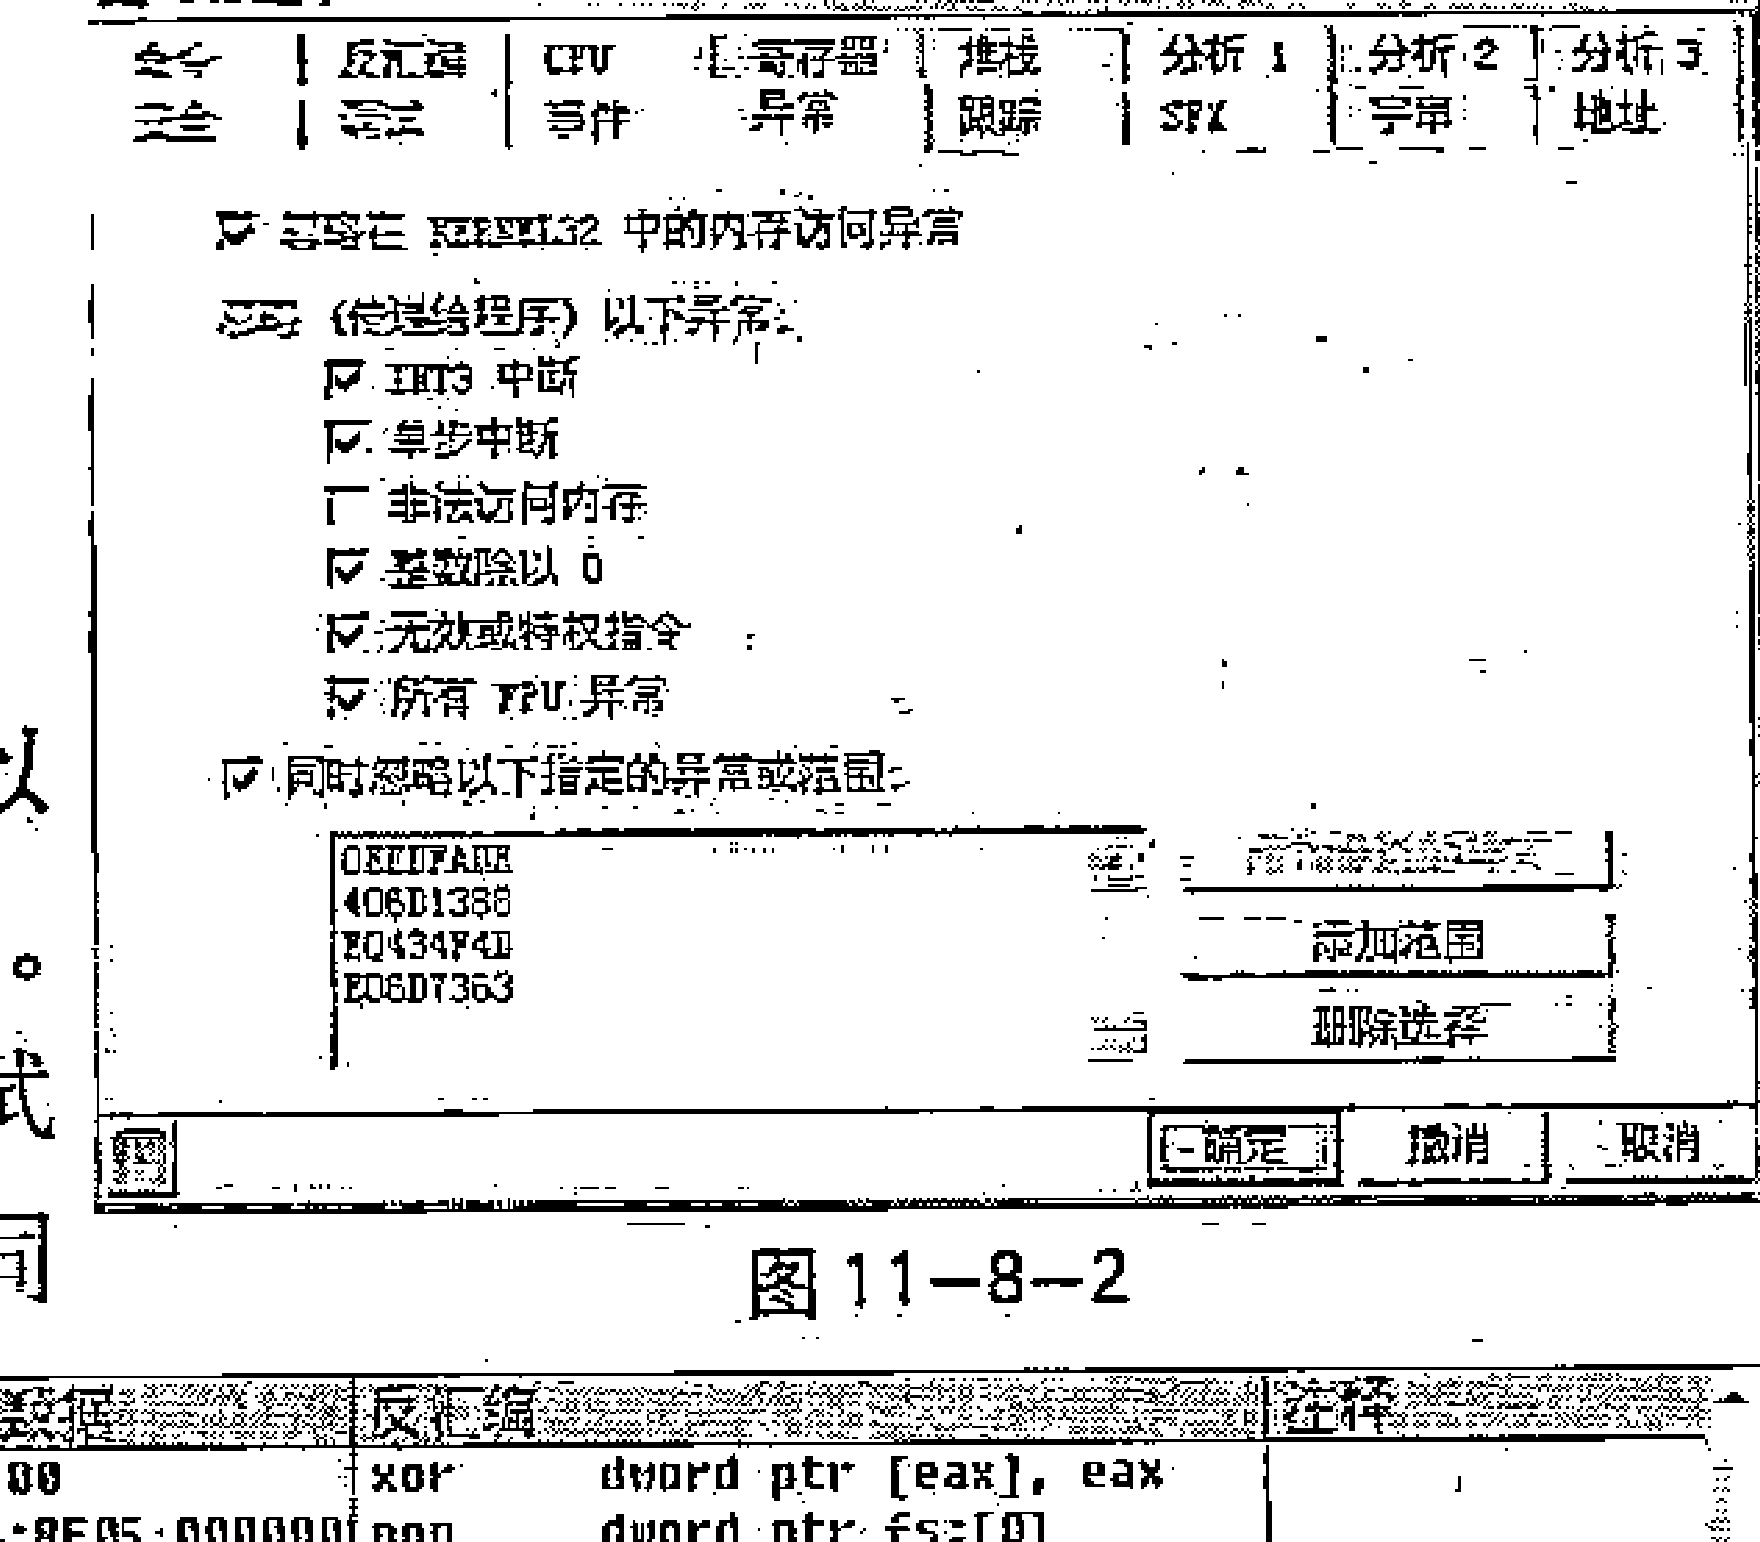 命令 反汇编 CPU 寄存器 堆栈 分析 1 分析 2 分析 3
安全 调试 事件 异常 跟踪 SFX 字串 地址
忽略在 KERNEL32 中的内存访问异常
忽略 (传递给程序) 以下异常:
INT3 中断
单步中断
非法访问内存
整数除以 0
无效或特权指令
所有 FPU 异常
同时忽略以下指定的异常或范围:
406D1388
添加范围
E0434F4D
E06D7363
删除选择
确定 撤消 取消
以
。
式
图 11-8-2
数据 反汇编 注释
00 xor dword ptr [eax], eax
pop dword ptr fs:[0]